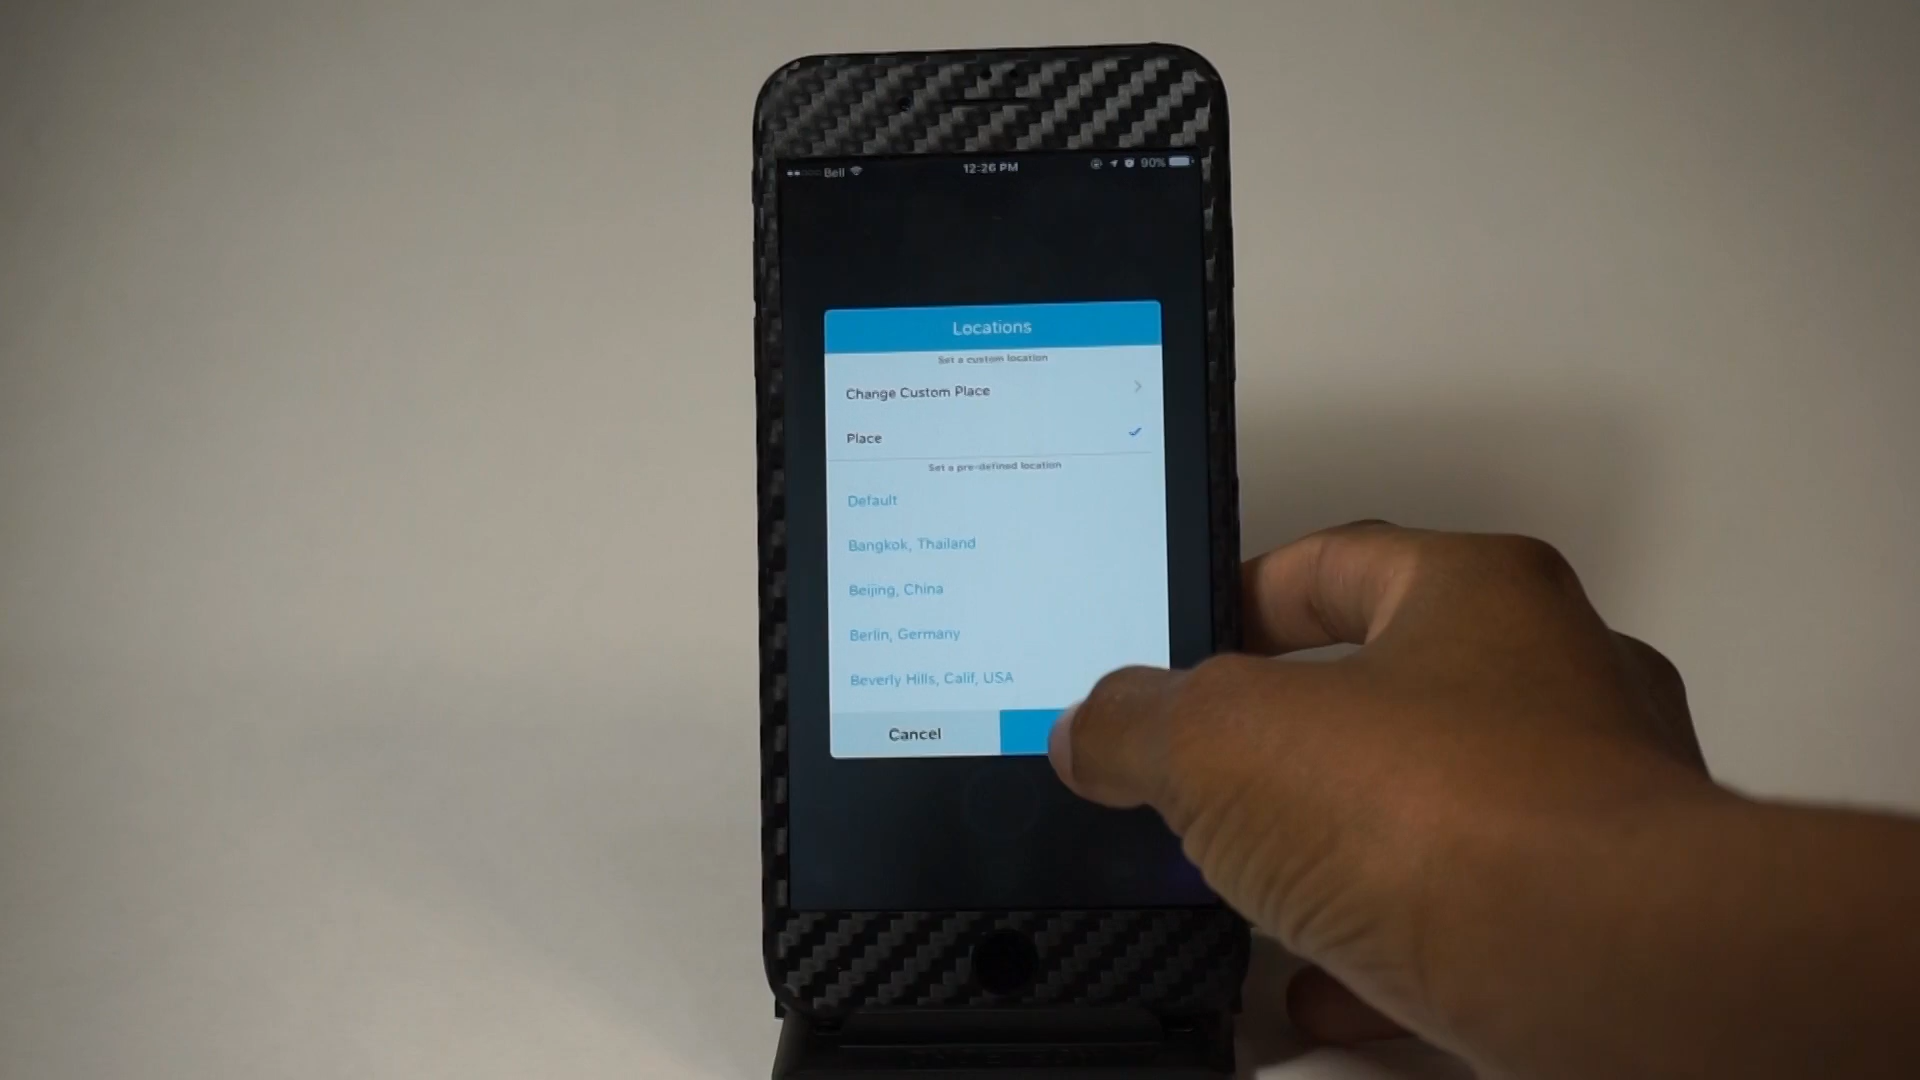 Bell 12:26 PM 90%
Locations
Set a custom location
Change Custom Place
Place
Set a pre-defined location
Default
Bangkok, Thailand
Beijing, China
Berlin, Germany
Beverly Hills, Calif, USA
Cancel